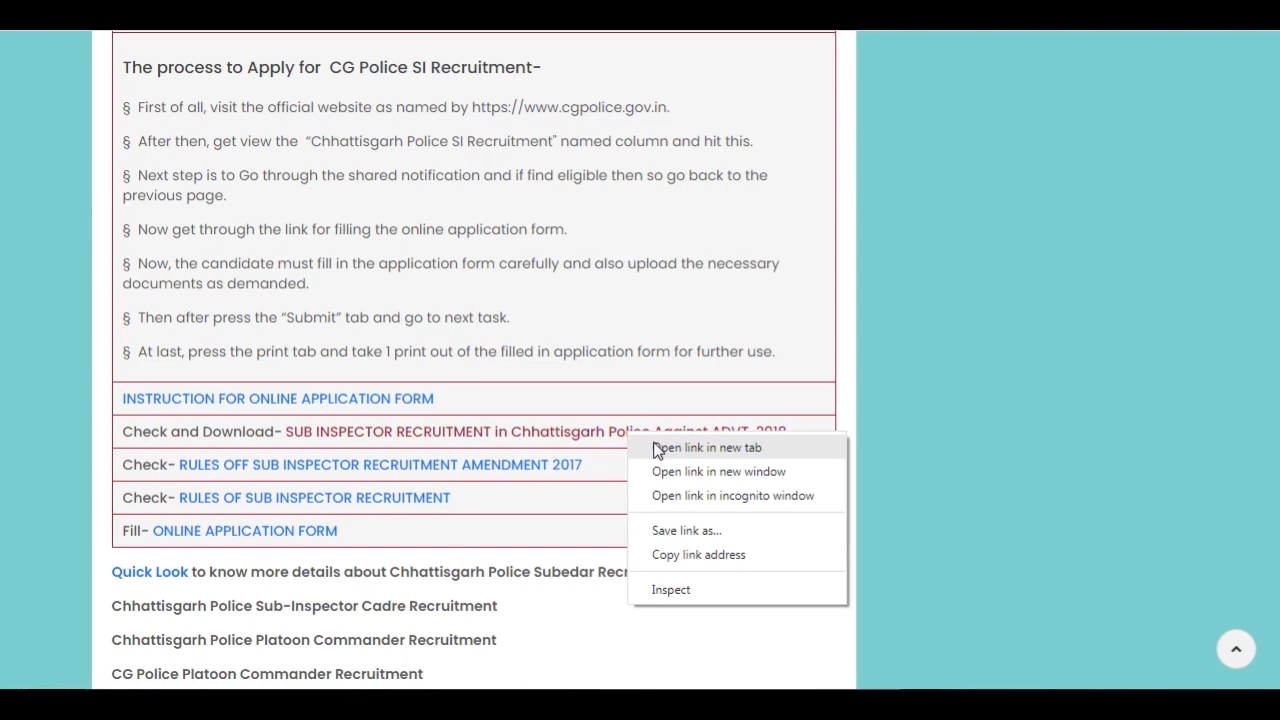 The process to Apply for CG Police SI Recruitment-
§ First of all, visit the official website as named by https://www.cgpolice.gov.in.
§ After then, get view the “Chhattisgarh Police SI Recruitment" named column and hit this.
§ Next step is to Go through the shared notification and if find eligible then so go back to the
previous page.
§ Now get through the link for filling the online application form.
§ Now, the candidate must fill in the application form carefully and also upload the necessary
documents as demanded.
§ Then after press the “Submit” tab and go to next task.
§ At last, press the print tab and take 1 print out of the filled in application form for further use.
INSTRUCTION FOR ONLINE APPLICATION FORM
Check and Download- SUB INSPECTOR RECRUITMENT in Chhattisgarh Police Against ADVT. 2018
Open link in new tab
Check- RULES OFF SUB INSPECTOR RECRUITMENT AMENDMENT 2017
Open link in new window
Check- RULES OF SUB INSPECTOR RECRUITMENT
Open link in incognito window
Fill- ONLINE APPLICATION FORM
Save link as...
Copy link address
Quick Look to know more details about Chhattisgarh Police Subedar
Inspect
Chhattisgarh Police Sub-Inspector Cadre Recruitment
Chhattisgarh Police Platoon Commander Recruitment
CG Police Platoon Commander Recruitment